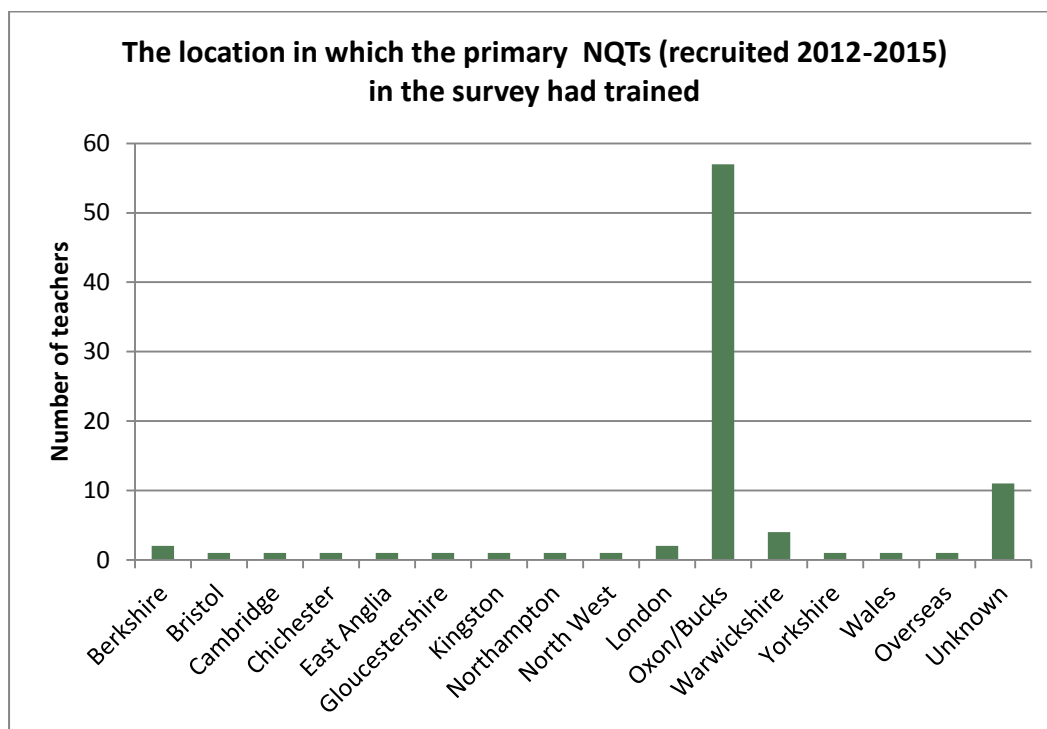 The location in which the primary NQTs (recruited 2012-2015)
in the survey had trained
Number of teachers
60
50
40
30
20
10
0
Berkshire
Bristol
Cambridge
Chichester
East Anglia
Gloucestershire
Kingston
Northampton
North West
London
Oxon/Bucks
Warwickshire
Yorkshire
Wales
Overseas
Unknown